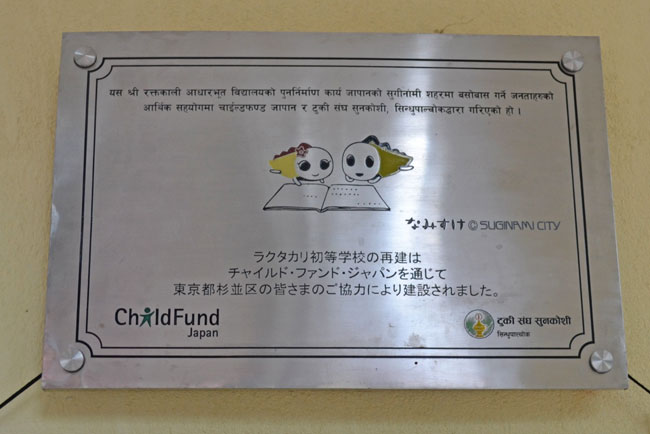 यस श्री रक्तकाली आधारभूत विद्यालयको पुनर्निर्माण कार्य जापानको सुगीनामी शहरमा बसोबास गर्ने जनताहरुको
आर्थिक सहयोगमा चाईल्डफण्ड जापान र टुकी संघ सुनकोशी, सिन्धुपाल्चोकद्वारा गरिएको हो ।
なみすけ © SUGINAMI CITY
ラクタカリ初等学校の再建は
チャイルド・ファンド・ジャパンを通じて
東京都杉並区の皆さまのご協力により建設されました。
ChildFund
Japan
टुकी संघ सुनकोशी
सिन्धुपाल्चोक